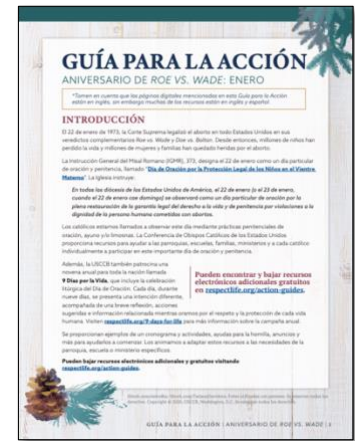 GUÍA PARA LA ACCIÓN
ANIVERSARIO DE ROE VS. WADE: ENERO
*Tomen en cuenta que las páginas digitales mencionadas en esta Guía para la Acción
están en inglés, sin embargo muchos de los recursos están en inglés y español.
INTRODUCCIÓN
El 22 de enero de 1973, la Corte Suprema legalizó el aborto en todo Estados Unidos en sus
veredictos complementarios Roe vs. Wade y Doe vs. Bolton. Desde entonces, millones de niños han
perdido la vida y millones de mujeres y familias han quedado heridas por el aborto.
La Instrucción General del Misal Romano (IGMR), 373, designa el 22 de enero como un día particular
de oración y penitencia, llamado "Día de Oración por la Protección Legal de los Niños en el Vientre
Materno". La Iglesia instruye:
En todas las diócesis de los Estados Unidos de América, el 22 de enero (o el 23 de enero,
cuando el 22 de enero cae domingo) se observará como un día particular de oración por la
plena restauración de la garantía legal del derecho a la vida y de penitencia por violaciones a la
dignidad de la persona humana cometidas con abortos.
Los católicos estamos llamados a observar este día mediante prácticas penitenciales de
oración, ayuno y/o limosnas. La Conferencia de Obispos Católicos de los Estados Unidos
proporciona recursos para ayudar a las parroquias, escuelas, familias, ministerios y a cada católico
individualmente a participar en este importante día de oración y penitencia.
Además, la USCCB también patrocina una
novena anual para toda la nación llamada
9 Días por la Vida, que incluye la celebración
litúrgica del Día de Oración. Cada día, durante
nueve días, se presenta una intención diferente,
acompañada de una breve reflexión, acciones
sugeridas e información relacionada mientras oramos por el respeto y la protección de cada vida
humana. Visiten respectlife.org/9-days-for-life para más información sobre la campaña anual.
Pueden encontrar y bajar recursos
electrónicos adicionales y gratuitos
en respectlife.org/action-guides.
Se proporcionan ejemplos de un cronograma y actividades, ayudas para la homilía, anuncios y
más para ayudarlos a comenzar. Los animamos a adaptar estos recursos a las necesidades de la
parroquia, escuela o ministerio específicos.
Pueden bajar recursos electrónicos adicionales y gratuitos visitando
respectlife.org/action-guides.
GUÍA PARA LA ACCIÓN | ANIVERSARIO DE ROE VS. WADE | 1